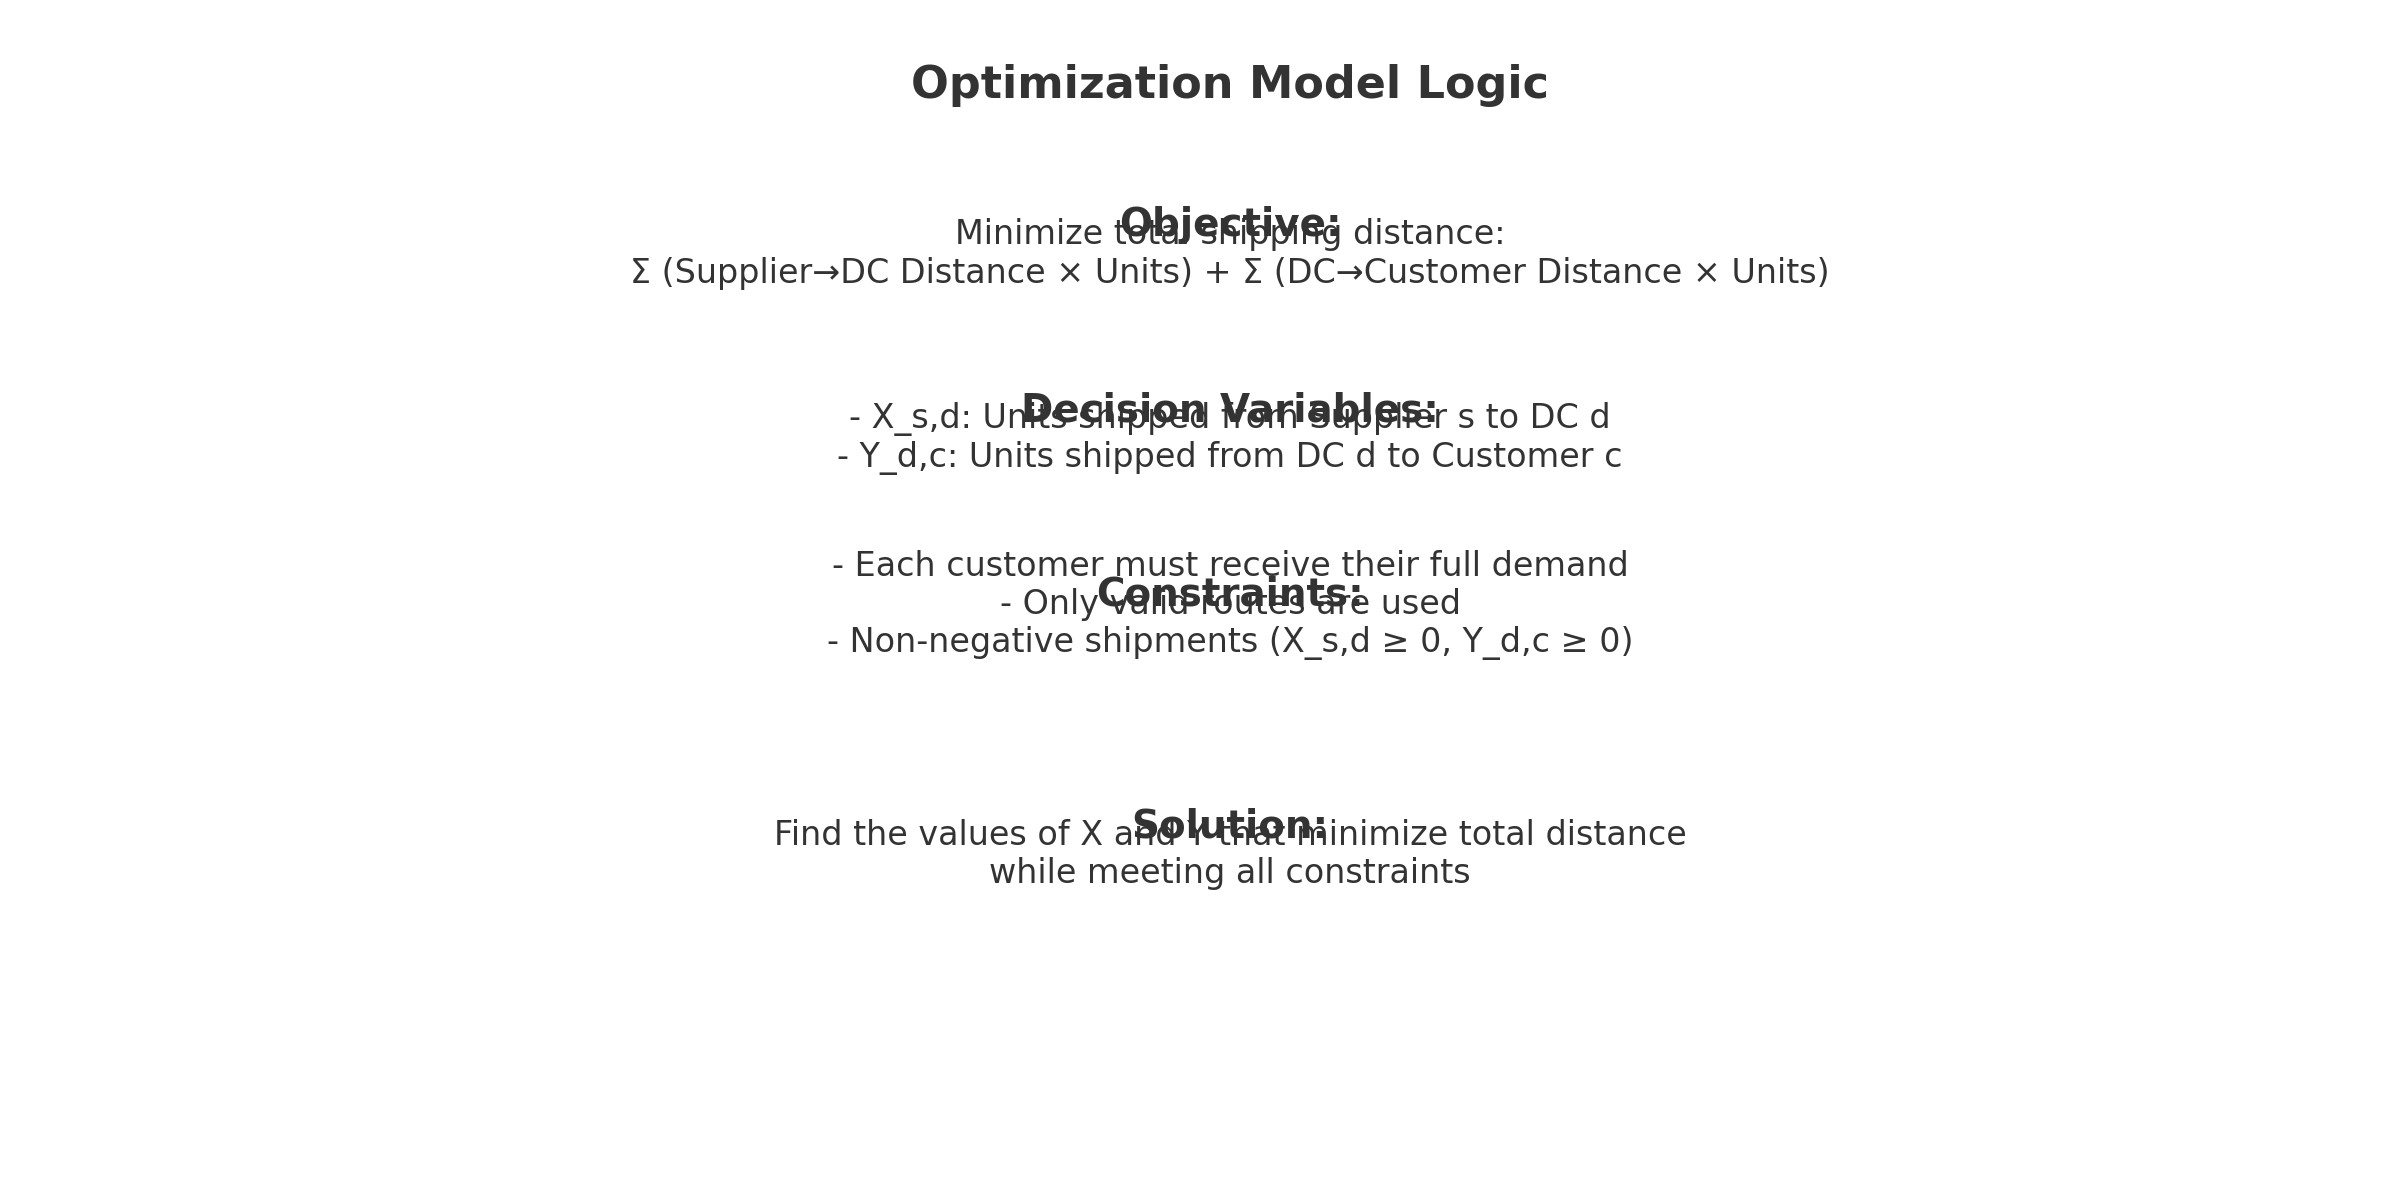 Optimization Model Logic
Objective:
Minimize total shipping distance:
Σ (Supplier→DC Distance × Units) + Σ (DC→Customer Distance × Units)
Decision Variables:
- X_s,d: Units shipped from Supplier s to DC d
- Y_d,c: Units shipped from DC d to Customer c
Constraints:
- Each customer must receive their full demand
- Only valid routes are used
- Non-negative shipments (X_s,d ≥ 0, Y_d,c ≥ 0)
Solution:
Find the values of X and Y that minimize total distance
while meeting all constraints